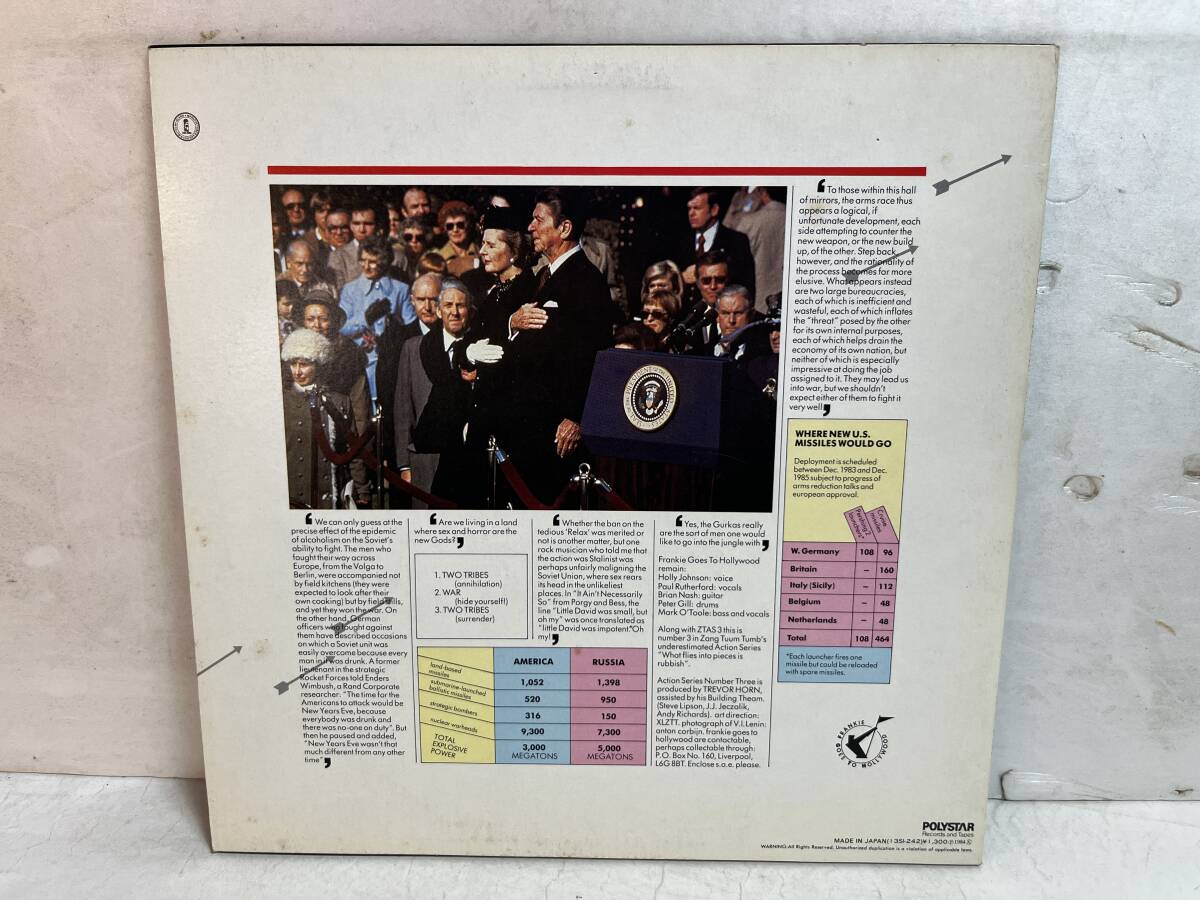 ❛To those within this hall
of mirrors, the arms race thus
appears a logical, if
unfortunate development, each
side attempting to counter the
new weapon, or the new build
up, of the other. Step back,
however, and the rationality of
the process becomes far more
elusive. What appears instead
are two large bureaucracies,
each of which is inefficient and
wasteful, each of which inflates
the "threat" posed by the other
for its own internal purposes,
each of which helps drain the
economy of its own nation, but
neither of which is especially
impressive at doing the job
assigned to it. They may lead us
into war, but we shouldn't
expect either of them to fight it
very well❜
❛We can only guess at the
precise effect of the epidemic
of alcoholism on the Soviet's
ability to fight. The men who
fought their way across
Europe, from the Volga to
Berlin, were accompanied not
by field kitchens (they were
expected to look after their
own cooking) but by field stills,
and yet they won the war. On
the other hand, German
officers who fought against
them have described occasions
on which a Soviet unit was
easily overcome because every
man in it was drunk. A former
lieutenant in the strategic
Rocket Forces told Enders
Wimbush, a Rand Corporate
researcher: "The time for the
Americans to attack would be
New Years Eve, because
everybody was drunk and
there was no-one on duty". But
then he paused and added,
"New Years Eve wasn't that
much different from any other
time"❜
❛Are we living in a land
where sex and horror are the
new Gods?❜
1. TWO TRIBES
(annihilation)
2. WAR
(hide yourself!)
3. TWO TRIBES
(surrender)
❛Whether the ban on the
tedious 'Relax' was merited or
not is another matter, but one
rock musician who told me that
the action was Stalinist was
perhaps unfairly maligning the
Soviet Union, where sex rears
its head in the unlikeliest
places. In "It Ain't Necessarily
So" from Porgy and Bess, the
line "Little David was small, but
oh my" was once translated as
"little David was impotent." Oh
my!❜
AMERICA RUSSIA
land-based
missiles 1,052 1,398
submarine-launched
ballistic missiles 520 950
strategic bombers 316 150
nuclear warheads 9,300 7,300
TOTAL
EXPLOSIVE
POWER
3,000 5,000
MEGATONS MEGATONS
❛Yes, the Gurkas really
are the sort of men one would
like to go into the jungle with❜
Frankie Goes To Hollywood
remain:
Holly Johnson: voice
Paul Rutherford: vocals
Brian Nash: guitar
Peter Gill: drums
Mark O'Toole: bass and vocals
Along with ZTAS 3 this is
number 3 in Zang Tuum Tumb's
underestimated Action Series
"What flies into pieces is
rubbish".
Action Series Number Three is
produced by TREVOR HORN,
assisted by his Building Theam.
(Steve Lipson, J.J. Jeczalik,
Andy Richards). art direction:
XLZTT. photograph of V.I. Lenin:
anton corbijn. frankie goes to
hollywood are contactable,
perhaps collectable through:
P.O. Box No. 160, Liverpool,
L69 8BT. Enclose s.a.e. please.
WHERE NEW U.S.
MISSILES WOULD GO
Deployment is scheduled
between Dec. 1983 and Dec.
1985 subject to progress of
arms reduction talks and
european approval.
Pershing 2
launchers*
Cruise
missiles
W. Germany 108 96
Britain – 160
Italy (Sicily) – 112
Belgium – 48
Netherlands – 48
Total 108 464
*Each launcher fires one
missile but could be reloaded
with spare missiles.
FRANKIE
GOES TO HOLLYWOOD
POLYSTAR
Records and Tapes
MADE IN JAPAN (13SI-242) ¥1,300 Ⓟ 1984 Ⓢ
WARNING: All Rights Reserved. Unauthorized duplication is a violation of applicable laws.